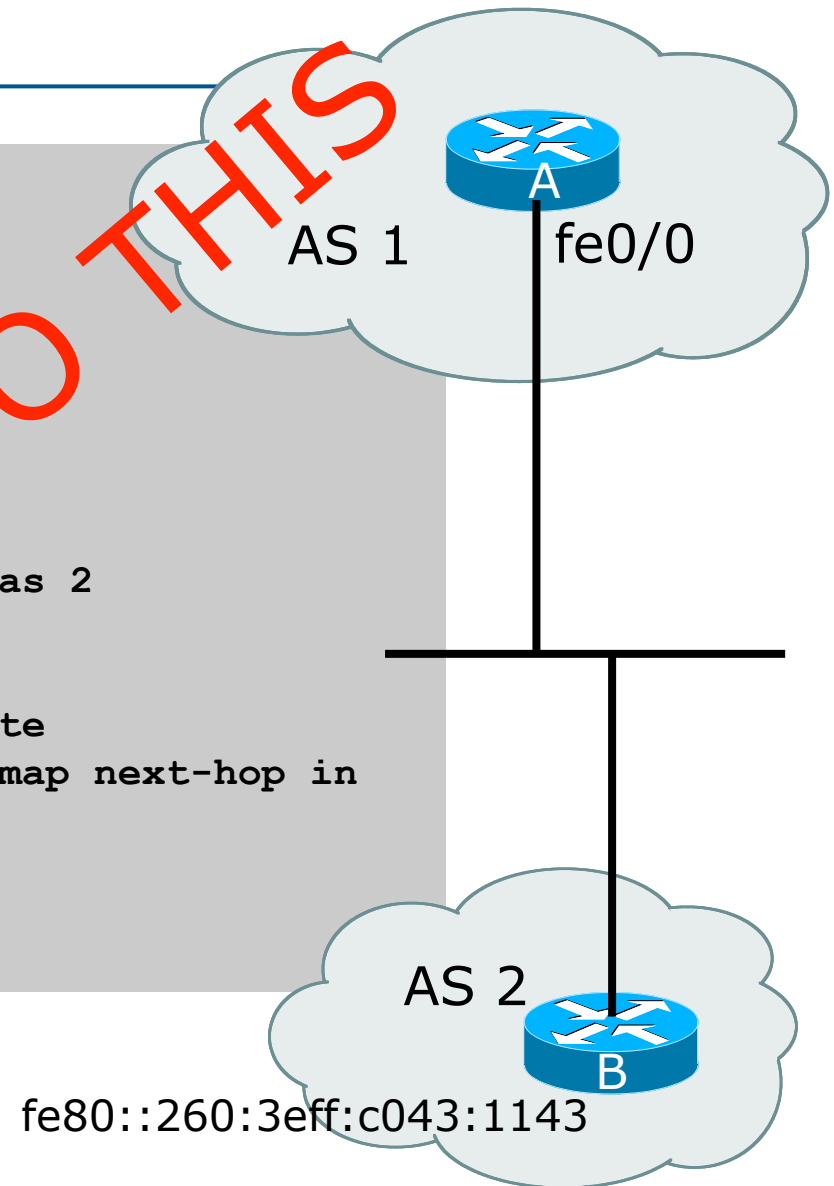 O THIS
A
AS 1
fe0/0
as 2
te
map next-hop in
AS 2
B
fe80::260:3eff:c043:1143